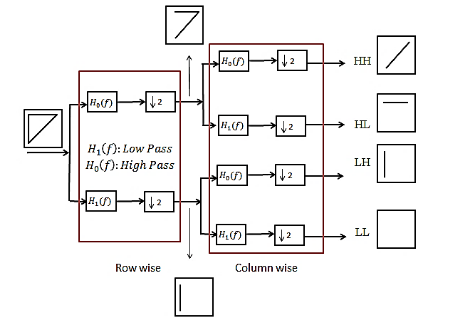 H₀(f) ↓2 HH
H₀(f) ↓2
H₁(f) ↓2 HL
H₁(f): Low Pass
H₀(f): High Pass
H₀(f) ↓2 LH
H₁(f) ↓2
H₁(f) ↓2 LL
Row wise Column wise